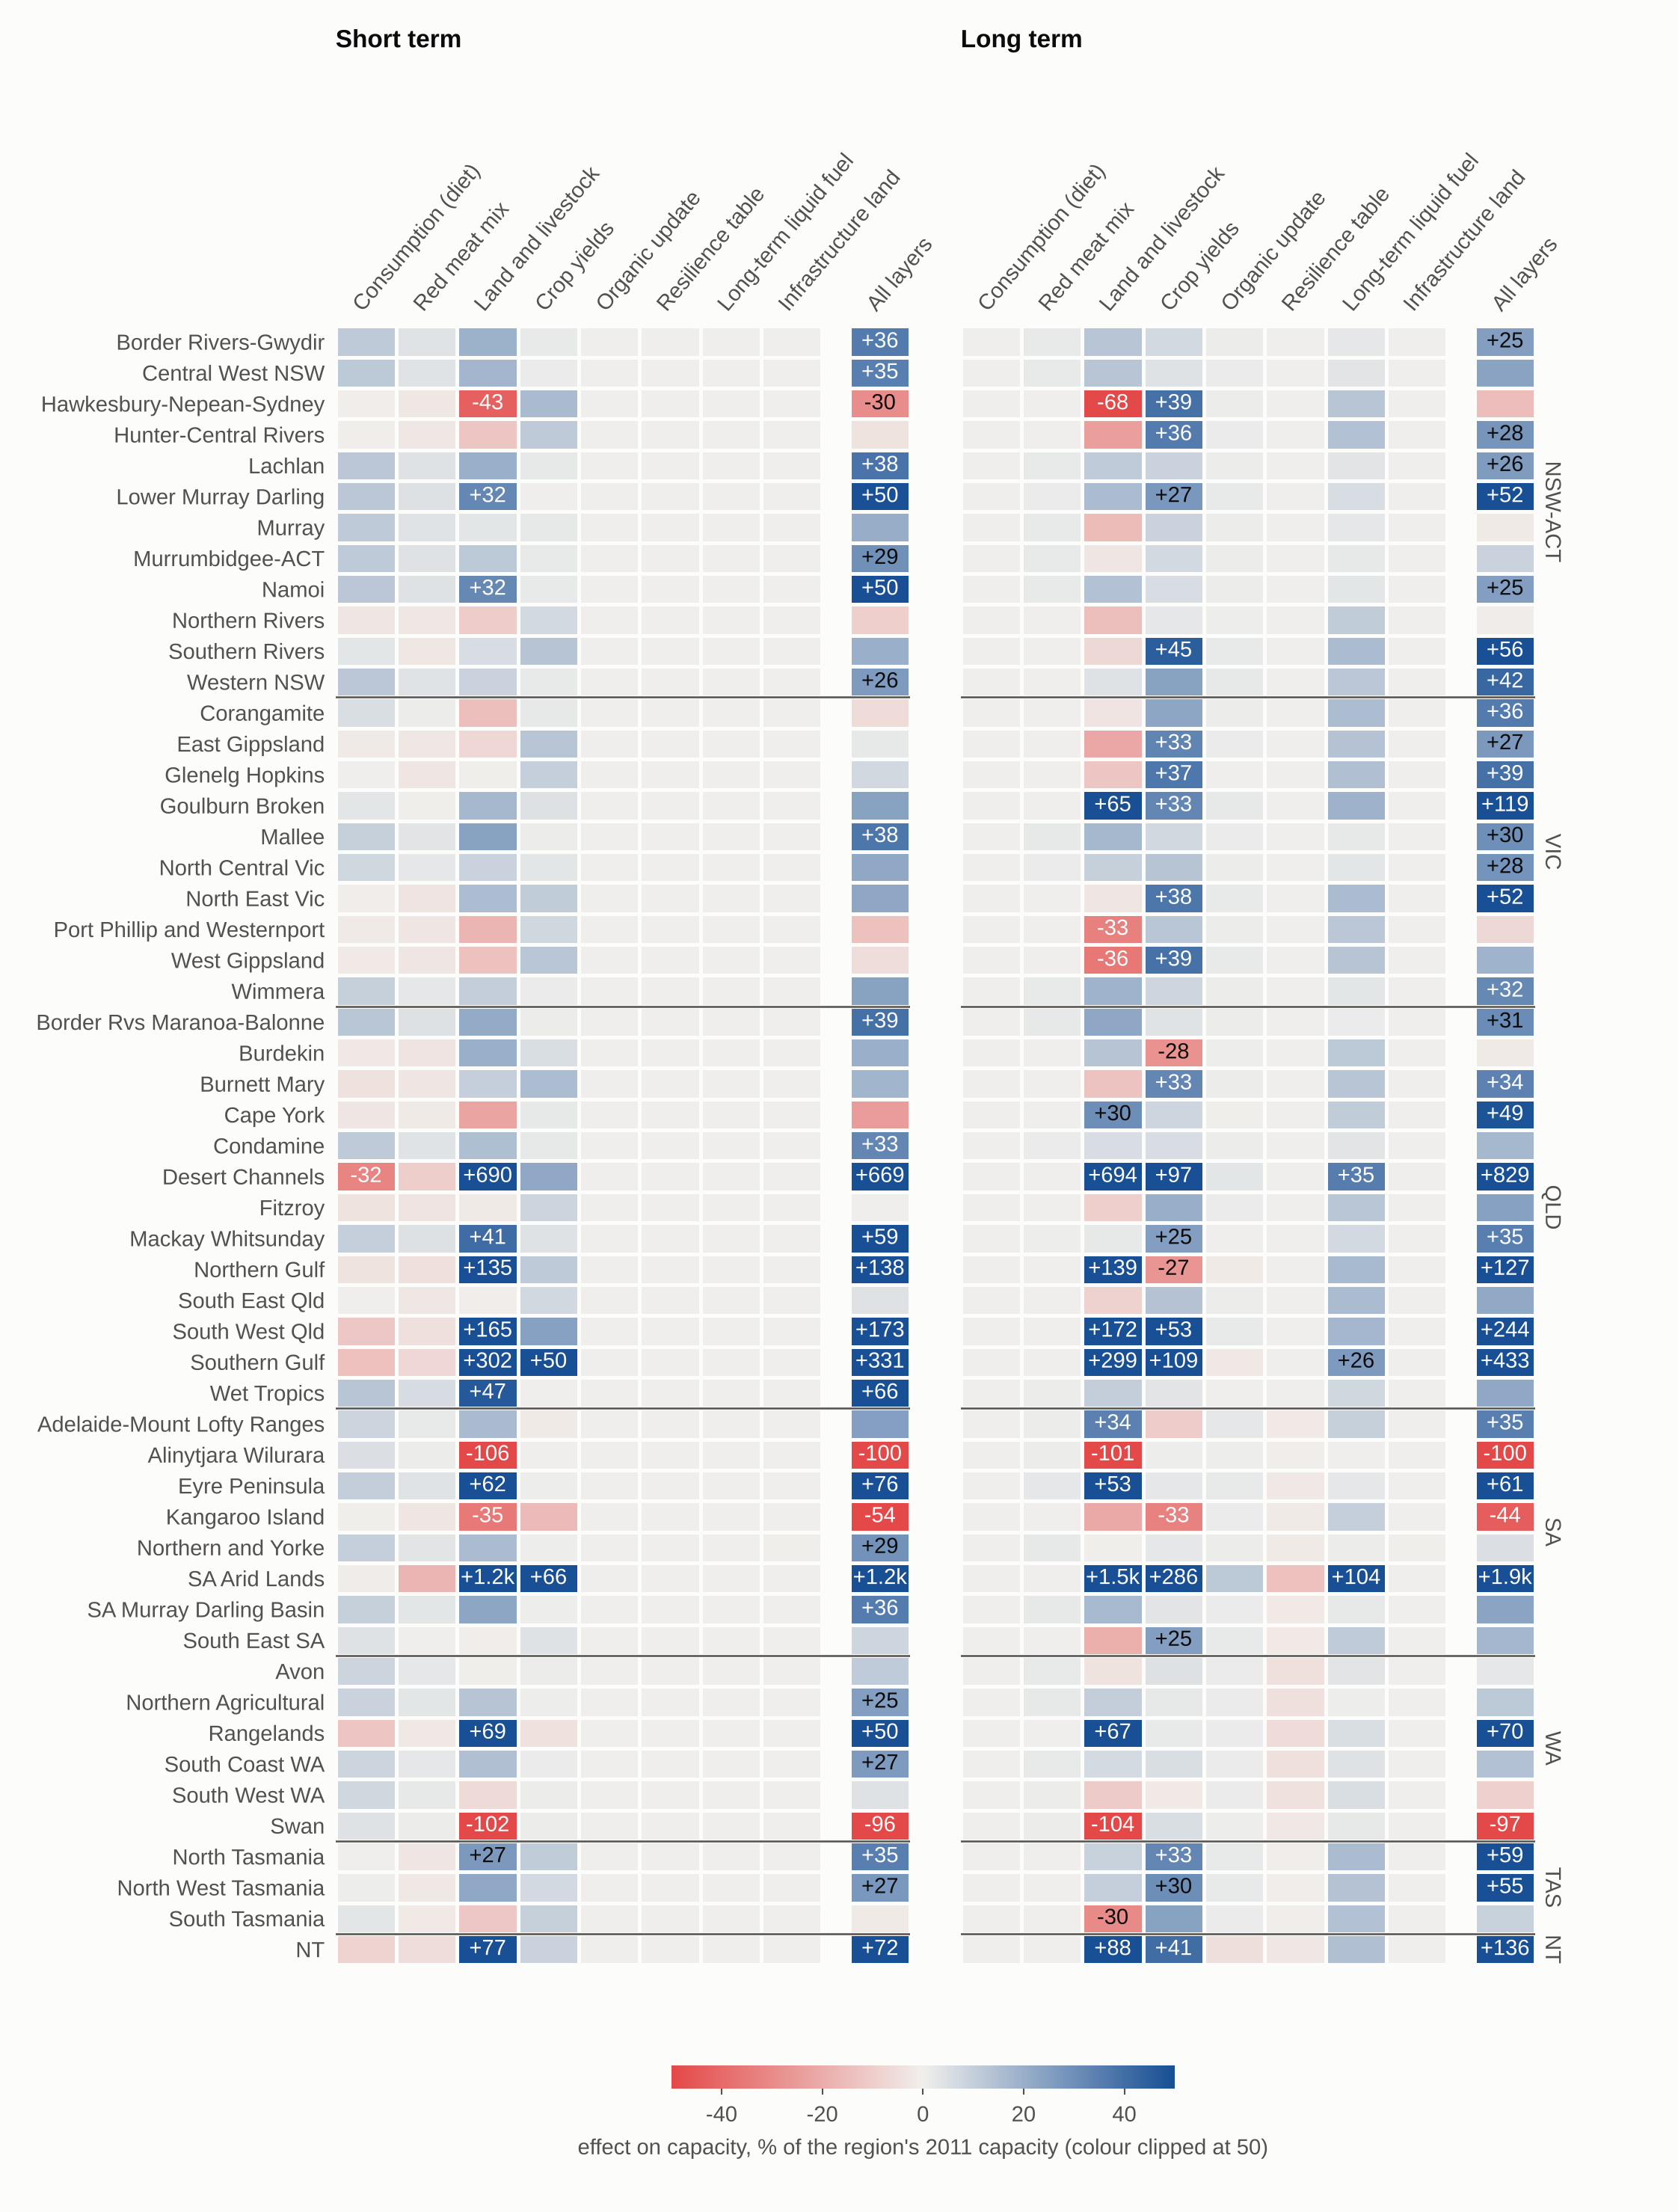 Short term
Long term
Consumption (diet)
Red meat mix
Land and livestock
Crop yields
Organic update
Resilience table
Long-term liquid fuel
Infrastructure land
All layers
Consumption (diet)
Red meat mix
Land and livestock
Crop yields
Organic update
Resilience table
Long-term liquid fuel
Infrastructure land
All layers
Border Rivers-Gwydir +36 +25
Central West NSW +35
Hawkesbury-Nepean-Sydney -43 -30 -68 +39
Hunter-Central Rivers +36 +28
Lachlan +38 +26
Lower Murray Darling +32 +50 +27 +52
Murray
Murrumbidgee-ACT +29
Namoi +32 +50 +25
Northern Rivers
Southern Rivers +45 +56
Western NSW +26 +42
NSW-ACT
Corangamite +36
East Gippsland +33 +27
Glenelg Hopkins +37 +39
Goulburn Broken +65 +33 +119
Mallee +38 +30
North Central Vic +28
North East Vic +38 +52
Port Phillip and Westernport -33
West Gippsland -36 +39
Wimmera +32
VIC
Border Rvs Maranoa-Balonne +39 +31
Burdekin -28
Burnett Mary +33 +34
Cape York +30 +49
Condamine +33
Desert Channels -32 +690 +669 +694 +97 +35 +829
Fitzroy
Mackay Whitsunday +41 +59 +25 +35
Northern Gulf +135 +138 +139 -27 +127
South East Qld
South West Qld +165 +173 +172 +53 +244
Southern Gulf +302 +50 +331 +299 +109 +26 +433
Wet Tropics +47 +66
QLD
Adelaide-Mount Lofty Ranges +34 +35
Alinytjara Wilurara -106 -100 -101 -100
Eyre Peninsula +62 +76 +53 +61
Kangaroo Island -35 -54 -33 -44
Northern and Yorke +29
SA Arid Lands +1.2k +66 +1.2k +1.5k +286 +104 +1.9k
SA Murray Darling Basin +36
South East SA +25
SA
Avon
Northern Agricultural +25
Rangelands +69 +50 +67 +70
South Coast WA +27
South West WA
Swan -102 -96 -104 -97
WA
North Tasmania +27 +35 +33 +59
North West Tasmania +27 +30 +55
South Tasmania -30
TAS
NT +77 +72 +88 +41 +136
NT
-40 -20 0 20 40
effect on capacity, % of the region's 2011 capacity (colour clipped at 50)